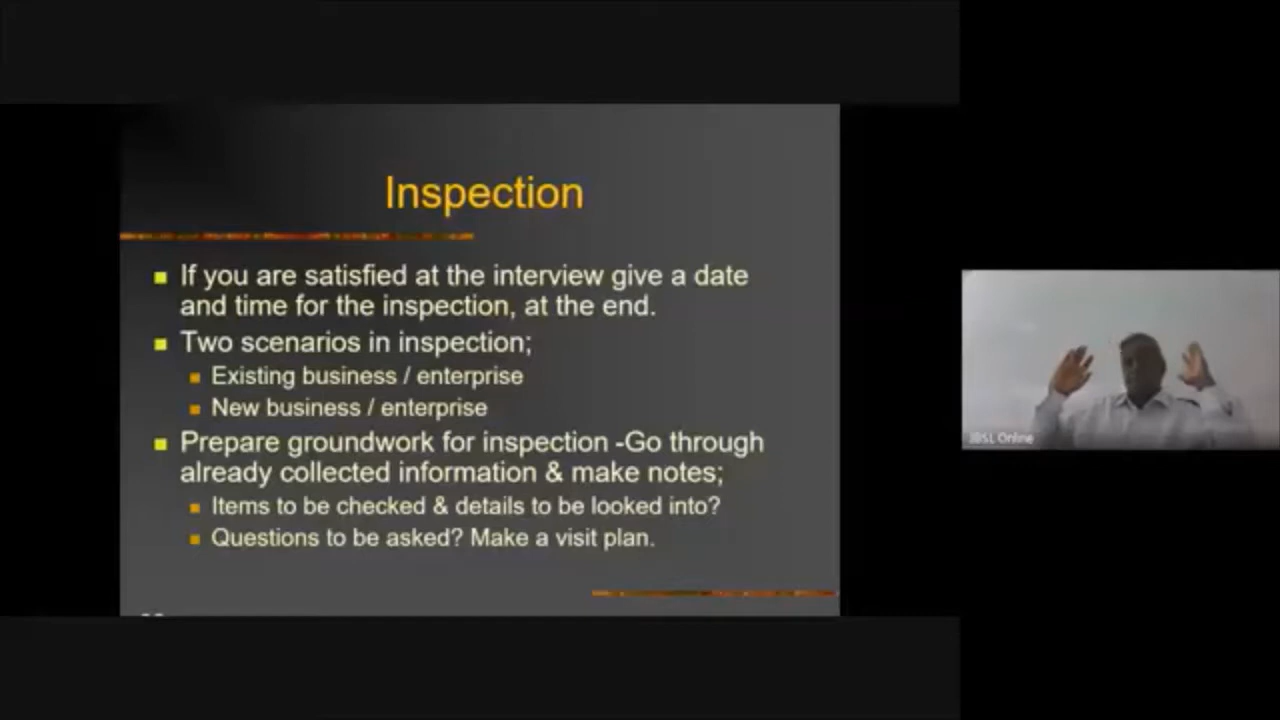 Inspection
If you are satisfied at the interview give a date
and time for the inspection, at the end.
Two scenarios in inspection;
Existing business / enterprise
New business / enterprise
Prepare groundwork for inspection -Go through
already collected information & make notes;
Items to be checked & details to be looked into?
Questions to be asked? Make a visit plan.
Online